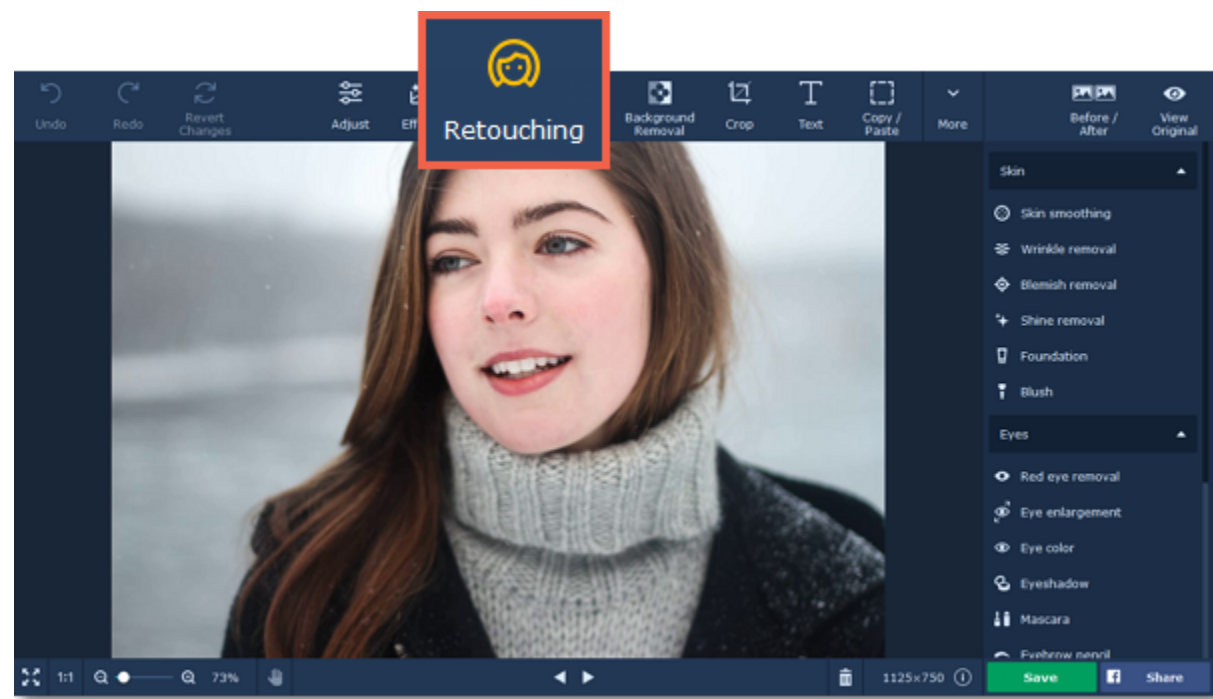 Undo
Redo
Revert
Changes
Adjust
Retouching
Background
Removal
Crop
Text
Copy /
Paste
More
Before /
After
View
Original
Skin
Skin smoothing
Wrinkle removal
Blemish removal
Shine removal
Foundation
Blush
Eyes
Red eye removal
Eye enlargement
Eye color
Eyeshadow
Mascara
Eyebrow pencil
1:1
73%
1125×750
Save
Share